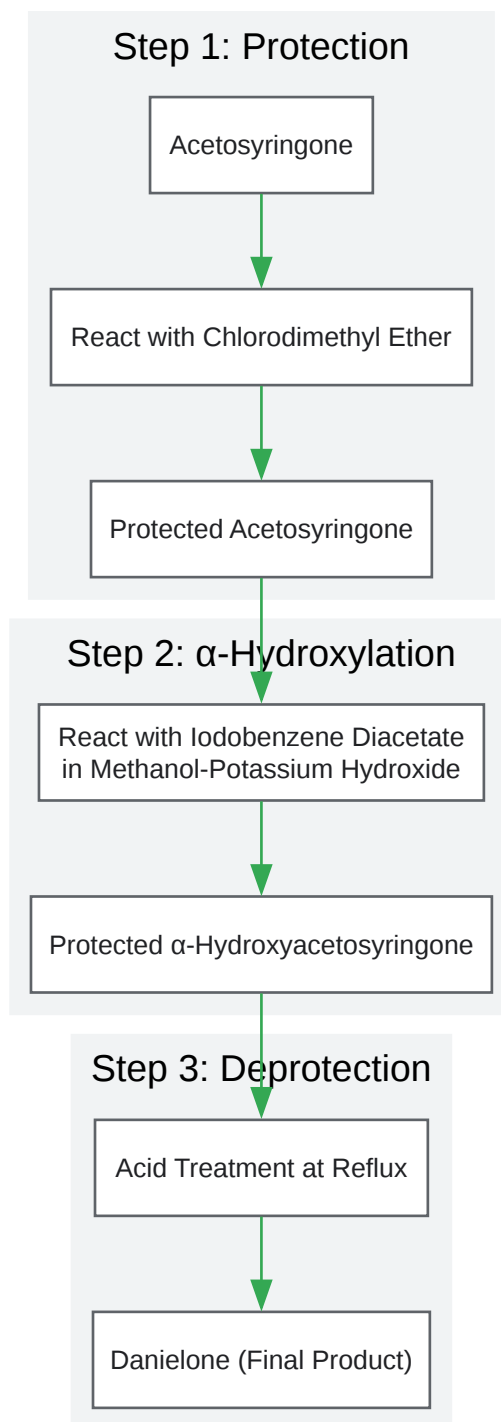 Step 1: Protection
Acetosyringone
React with Chlorodimethyl Ether
Protected Acetosyringone
Step 2: α-Hydroxylation
React with Iodobenzene Diacetate
in Methanol-Potassium Hydroxide
Protected α-Hydroxyacetosyringone
Step 3: Deprotection
Acid Treatment at Reflux
Danielone (Final Product)